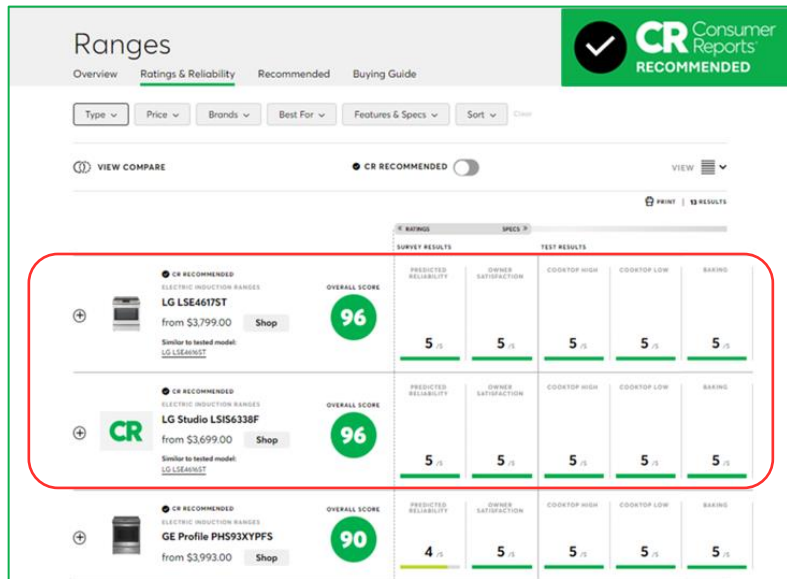 Ranges
CR Consumer Reports
RECOMMENDED
Overview Ratings & Reliability Recommended Buying Guide
Type Price Brands Best For Features & Specs Sort Clear
VIEW COMPARE CR RECOMMENDED VIEW
PRINT | 13 RESULTS
« RATINGS SPECS »
SURVEY RESULTS TEST RESULTS
CR RECOMMENDED
ELECTRIC INDUCTION RANGES
LG LSE4617ST
from $3,799.00 Shop
Similar to tested model:
LG LSE4616ST
OVERALL SCORE
96
PREDICTED RELIABILITY OWNER SATISFACTION COOKTOP HIGH COOKTOP LOW BAKING
5 /5 5 /5 5 /5 5 /5 5 /5
CR
CR RECOMMENDED
ELECTRIC INDUCTION RANGES
LG Studio LSIS6338F
from $3,699.00 Shop
Similar to tested model:
LG LSE4616ST
OVERALL SCORE
96
PREDICTED RELIABILITY OWNER SATISFACTION COOKTOP HIGH COOKTOP LOW BAKING
5 /5 5 /5 5 /5 5 /5 5 /5
CR RECOMMENDED
ELECTRIC INDUCTION RANGES
GE Profile PHS93XYPFS
from $3,993.00 Shop
OVERALL SCORE
90
PREDICTED RELIABILITY OWNER SATISFACTION COOKTOP HIGH COOKTOP LOW BAKING
4 /5 5 /5 5 /5 5 /5 5 /5